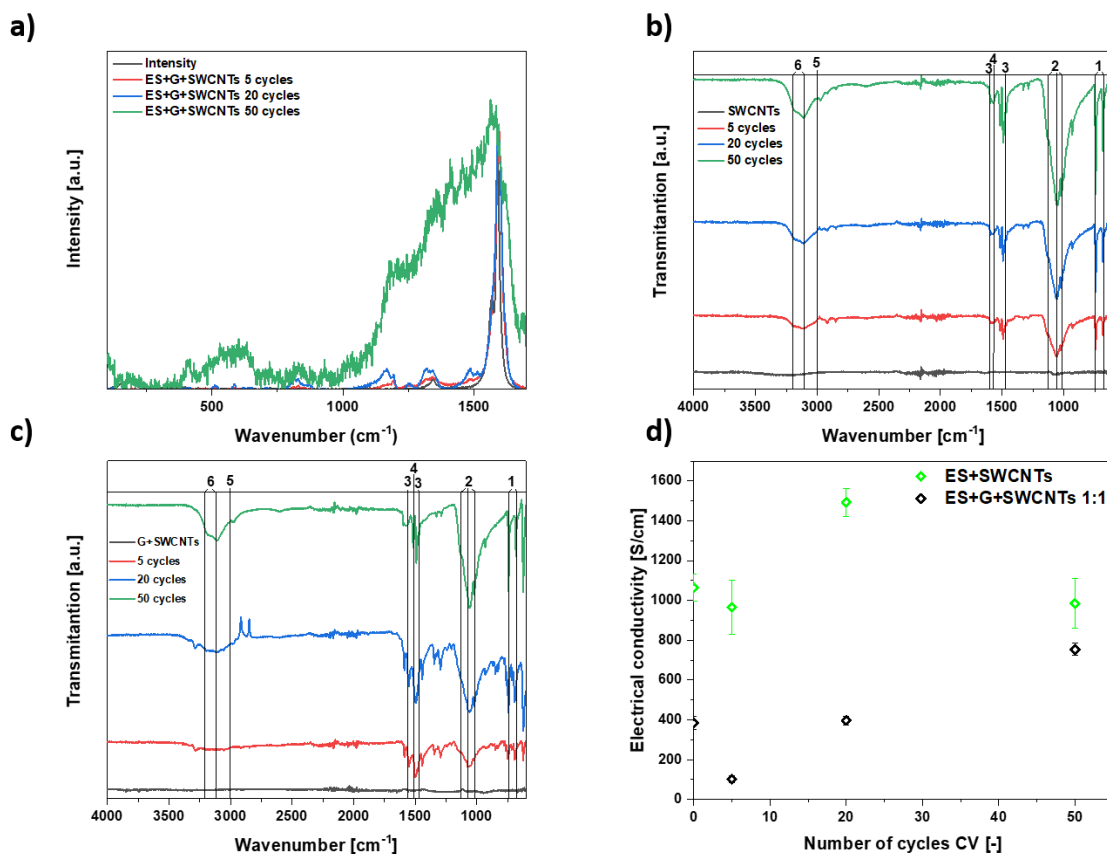 a)
Intensity
ES+G+SWCNTs 5 cycles
ES+G+SWCNTs 20 cycles
ES+G+SWCNTs 50 cycles
Intensity [a.u.]
500
1000
1500
Wavenumber (cm-1)
b)
6 5 4 3 3 2 1
SWCNTs
5 cycles
20 cycles
50 cycles
Transmitantion [a.u.]
4000 3500 3000 2500 2000 1500 1000
Wavenumber [cm-1]
c)
6 5 4 3 3 2 1
G+SWCNTs
5 cycles
20 cycles
50 cycles
Transmitantion [a.u.]
4000 3500 3000 2500 2000 1500 1000
Wavenumber [cm-1]
d)
ES+SWCNTs
ES+G+SWCNTs 1:1
Electrical conductivity [S/cm]
1600
1400
1200
1000
800
600
400
200
0
0 10 20 30 40 50
Number of cycles CV [-]